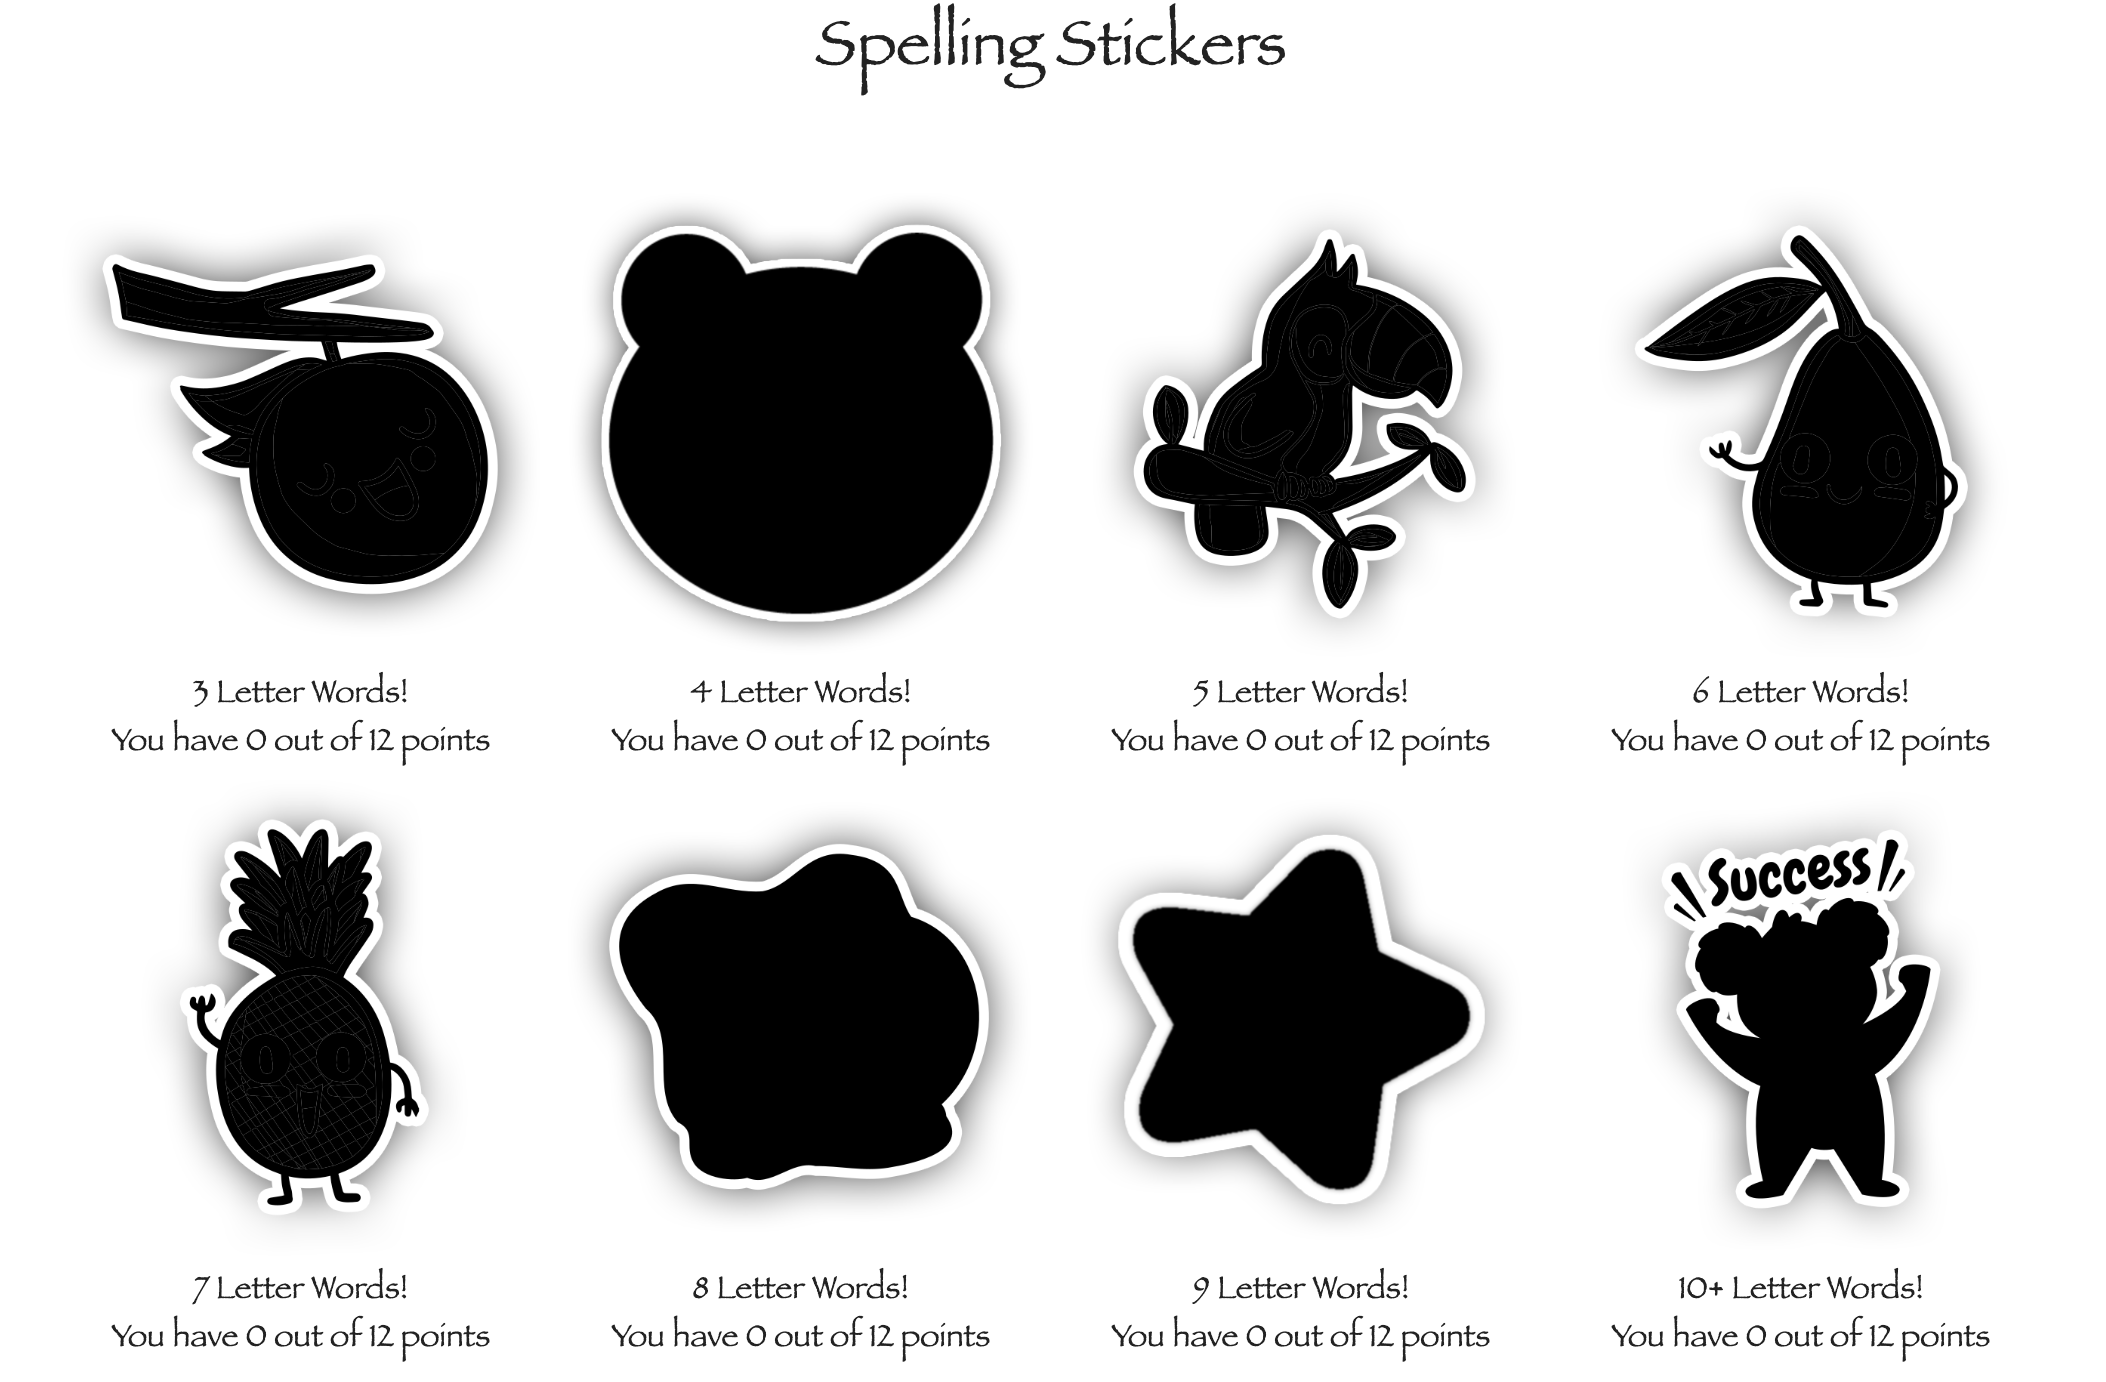 Spelling Stickers
3 Letter Words!
You have 0 out of 12 points
4 Letter Words!
You have 0 out of 12 points
5 Letter Words!
You have 0 out of 12 points
6 Letter Words!
You have 0 out of 12 points
Success
7 Letter Words!
You have 0 out of 12 points
8 Letter Words!
You have 0 out of 12 points
9 Letter Words!
You have 0 out of 12 points
10+ Letter Words!
You have 0 out of 12 points